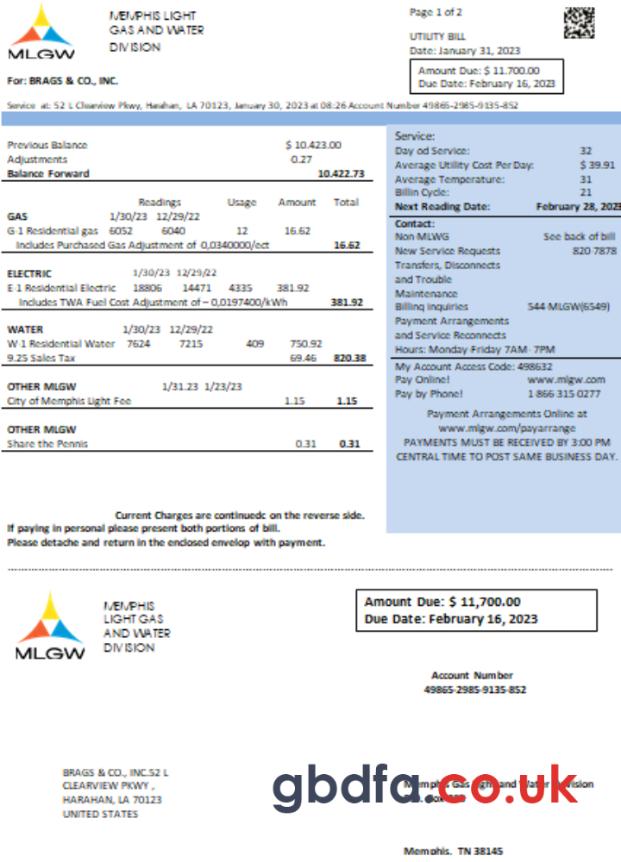 MLGW
MEMPHIS LIGHT
GAS AND WATER
DIVISION
Page 1 of 2
UTILITY BILL
Date: January 31, 2023
Amount Due: $ 11.700.00
Due Date: February 16, 2023
For: BRAGS & CO., INC.
Service at: 52 L Clearview Pkwy, Harahan, LA 70123, January 30, 2023 at 08:26 Account Number 49865-2985-9135-852
Previous Balance $ 10.423.00
Adjustments 0.27
Balance Forward 10.422.73
Readings Usage Amount Total
GAS 1/30/23 12/29/22
G-1 Residential gas 6052 6040 12 16.62
Includes Purchased Gas Adjustment of 0,0340000/ect 16.62
ELECTRIC 1/30/23 12/29/22
E-1 Residential Electric 18806 14471 4335 381.92
Includes TWA Fuel Cost Adjustment of – 0,0197400/kWh 381.92
WATER 1/30/23 12/29/22
W-1 Residential Water 7624 7215 409 750.92
9.25 Sales Tax 69.46 820.38
OTHER MLGW 1/31.23 1/23/23
City of Memphis Light Fee 1.15 1.15
OTHER MLGW
Share the Pennis 0.31 0.31
Service:
Day od Service: 32
Average Utility Cost Per Day: $ 39.91
Average Temperature: 31
Billin Cycle: 21
Next Reading Date: February 28, 2023
Contact:
Non-MLWG See back of bill
New Service Requests 820-7878
Transfers, Disconnects
and Trouble
Maintenance
Billing inquiries 544-MLGW(6549)
Payment Arrangements
and Service Reconnects
Hours: Monday-Friday 7AM- 7PM
My Account Access Code: 498632
Pay Online! www.mlgw.com
Pay by Phone! 1-866-315-0277
Payment Arrangements Online at
www.mlgw.com/payarrange
PAYMENTS MUST BE RECEIVED BY 3:00 PM
CENTRAL TIME TO POST SAME BUSINESS DAY.
Current Charges are continuedc on the reverse side.
If paying in personal please present both portions of bill.
Please detache and return in the enclosed envelop with payment.
MLGW
MEMPHIS
LIGHT GAS
AND WATER
DIVISION
Amount Due: $ 11,700.00
Due Date: February 16, 2023
Account Number
49865-2985-9135-852
BRAGS & CO., INC.52 L
CLEARVIEW PKWY ,
HARAHAN, LA 70123
UNITED STATES
Memphis Gas Light and Water Division
gbdfa.co.uk
Memphis. TN 38145